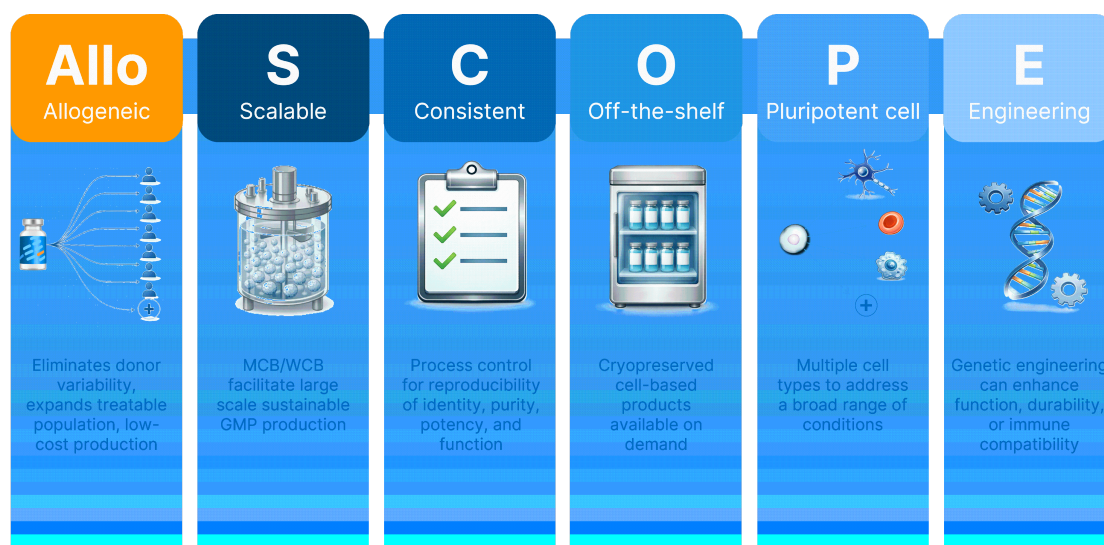 Allo
Allogeneic
Eliminates donor
variability,
expands treatable
population, low-
cost production
S
Scalable
MCB/WCB
facilitate large
scale sustainable
GMP production
C
Consistent
Process control
for reproducibility
of identity, purity,
potency, and
function
O
Off-the-shelf
Cryopreserved
cell-based
products
available on
demand
P
Pluripotent cell
Multiple cell
types to address
a broad range of
conditions
E
Engineering
Genetic engineering
can enhance
function, durability,
or immune
compatibility